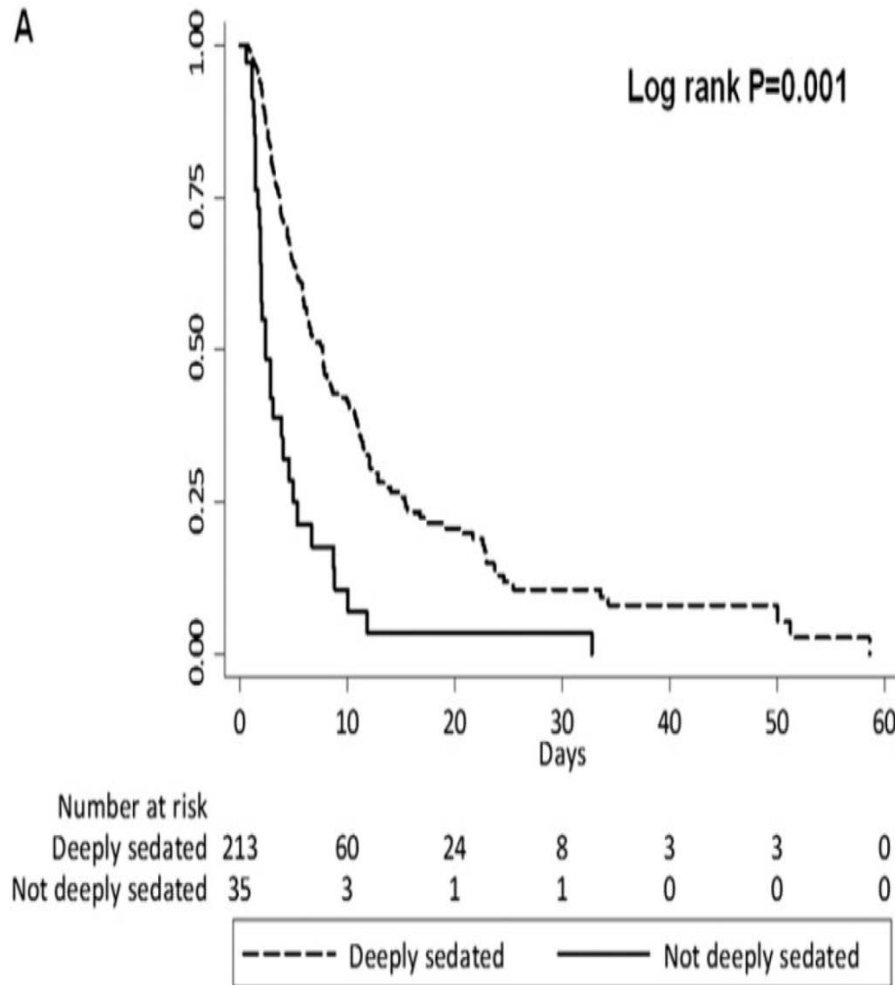 A
Log rank P=0.001
1.00
0.75
0.50
0.25
0.00
0 10 20 30 40 50 60
Days
Number at risk
Deeply sedated 213 60 24 8 3 3 0
Not deeply sedated 35 3 1 1 0 0 0
Deeply sedated Not deeply sedated